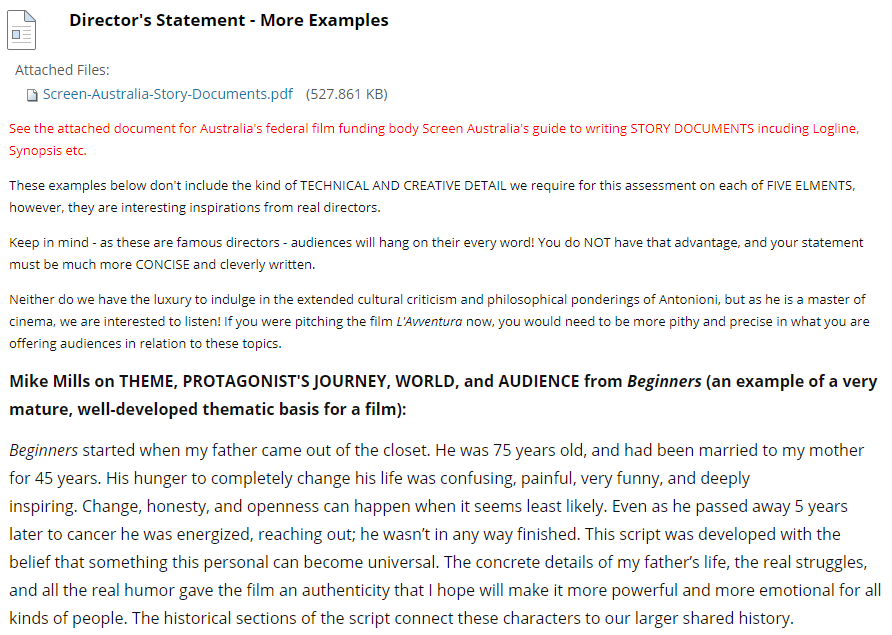 Director's Statement - More Examples
Attached Files:
Screen-Australia-Story-Documents.pdf (527.861 KB)
See the attached document for Australia's federal film funding body Screen Australia's guide to writing STORY DOCUMENTS incuding Logline,
Synopsis etc.
These examples below don't include the kind of TECHNICAL AND CREATIVE DETAIL we require for this assessment on each of FIVE ELMENTS,
however, they are interesting inspirations from real directors.
Keep in mind - as these are famous directors - audiences will hang on their every word! You do NOT have that advantage, and your statement
must be much more CONCISE and cleverly written.
Neither do we have the luxury to indulge in the extended cultural criticism and philosophical ponderings of Antonioni, but as he is a master of
cinema, we are interested to listen! If you were pitching the film L'Avventura now, you would need to be more pithy and precise in what you are
offering audiences in relation to these topics.
Mike Mills on THEME, PROTAGONIST'S JOURNEY, WORLD, and AUDIENCE from Beginners (an example of a very
mature, well-developed thematic basis for a film):
Beginners started when my father came out of the closet. He was 75 years old, and had been married to my mother
for 45 years. His hunger to completely change his life was confusing, painful, very funny, and deeply
inspiring. Change, honesty, and openness can happen when it seems least likely. Even as he passed away 5 years
later to cancer he was energized, reaching out; he wasn’t in any way finished. This script was developed with the
belief that something this personal can become universal. The concrete details of my father’s life, the real struggles,
and all the real humor gave the film an authenticity that I hope will make it more powerful and more emotional for all
kinds of people. The historical sections of the script connect these characters to our larger shared history.